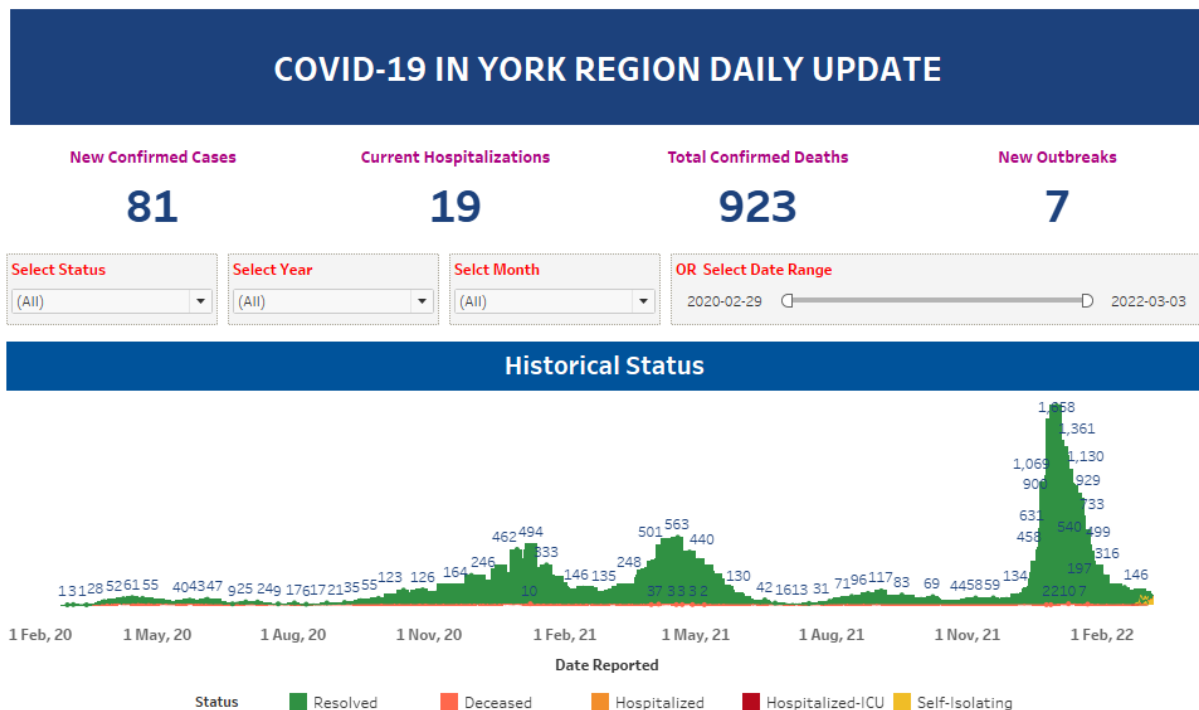 COVID-19 IN YORK REGION DAILY UPDATE
New Confirmed Cases Current Hospitalizations Total Confirmed Deaths New Outbreaks
81 19 923 7
Select Status Select Year Selct Month OR Select Date Range
(All) (All) (All) 2020-02-29 2022-03-03
Historical Status
1,658
1,361
1,069 1,130
900 929
733
631
501 563 540 499
462 494 458
333 440 316
246 248 197
123 126 164 146 135 130 134 146
52 61 55 35 55 71 96 117 83 69
13 1 28 40 43 47 9 25 24 9 17 6 17 21 10 37 3 3 3 2 42 16 13 31 44 58 59 22 10 7
1 Feb, 20 1 May, 20 1 Aug, 20 1 Nov, 20 1 Feb, 21 1 May, 21 1 Aug, 21 1 Nov, 21 1 Feb, 22
Date Reported
Status Resolved Deceased Hospitalized Hospitalized-ICU Self-Isolating